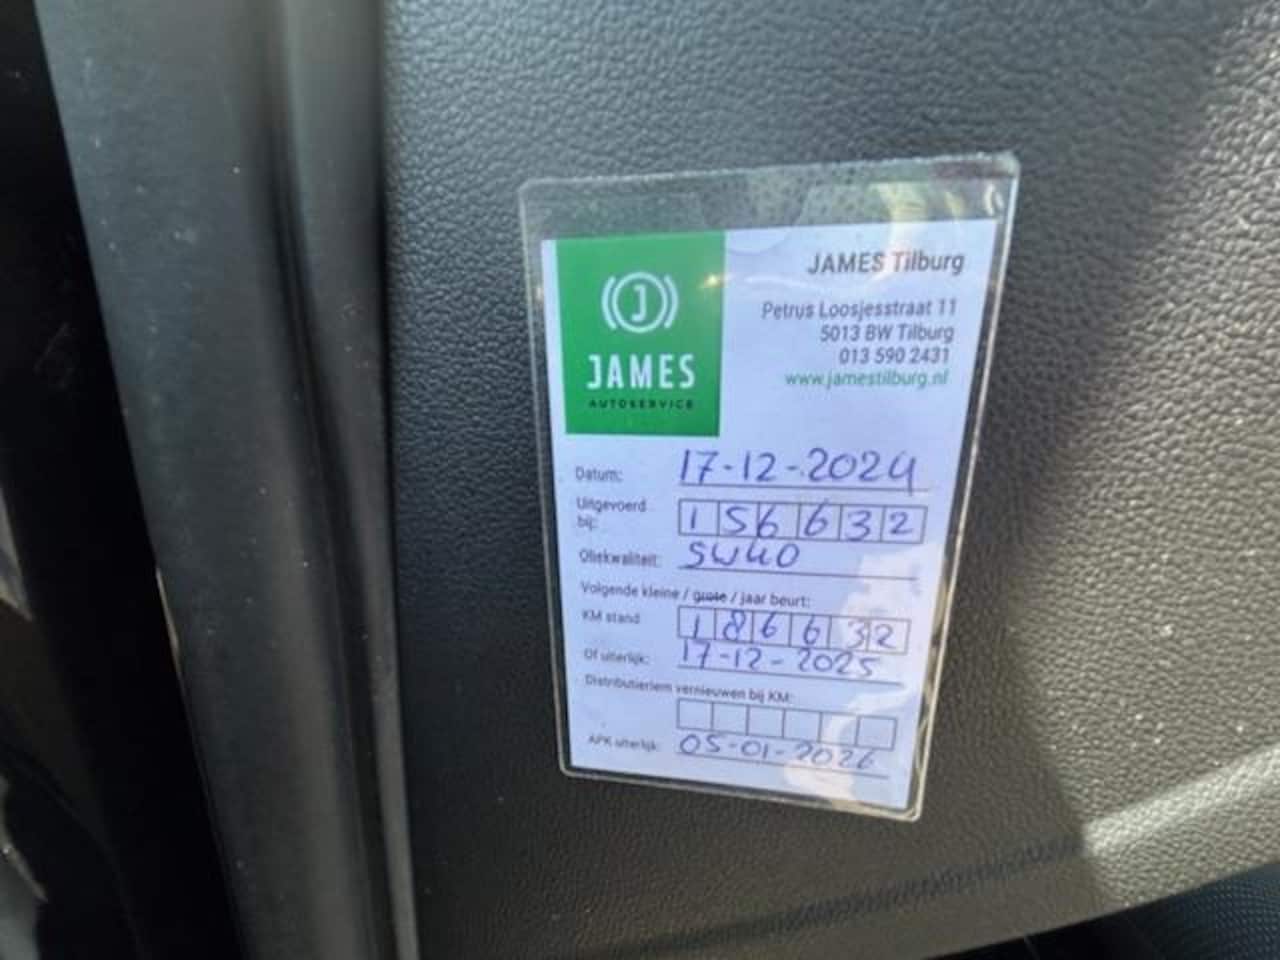 JAMES
AUTOSERVICE
JAMES Tilburg
Petrus Loosjesstraat 11
5013 BW Tilburg
013 590 2431
www.jamestilburg.nl
Datum: 17-12-2024
Uitgevoerd bij: 156632
Oliekwaliteit: 5W40
Volgende kleine / grote / jaar beurt:
KM stand 186632
Of uiterlijk: 17-12-2025
Distributieriem vernieuwen bij KM:
APK uiterlijk: 05-01-2026